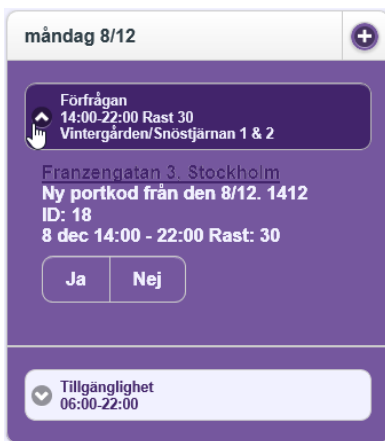 måndag 8/12
Förfrågan
14:00-22:00 Rast 30
Vintergården/Snöstjärnan 1 & 2
Franzengatan 3. Stockholm
Ny portkod från den 8/12. 1412
ID: 18
8 dec 14:00 - 22:00 Rast: 30
Ja Nej
Tillgänglighet
06:00-22:00